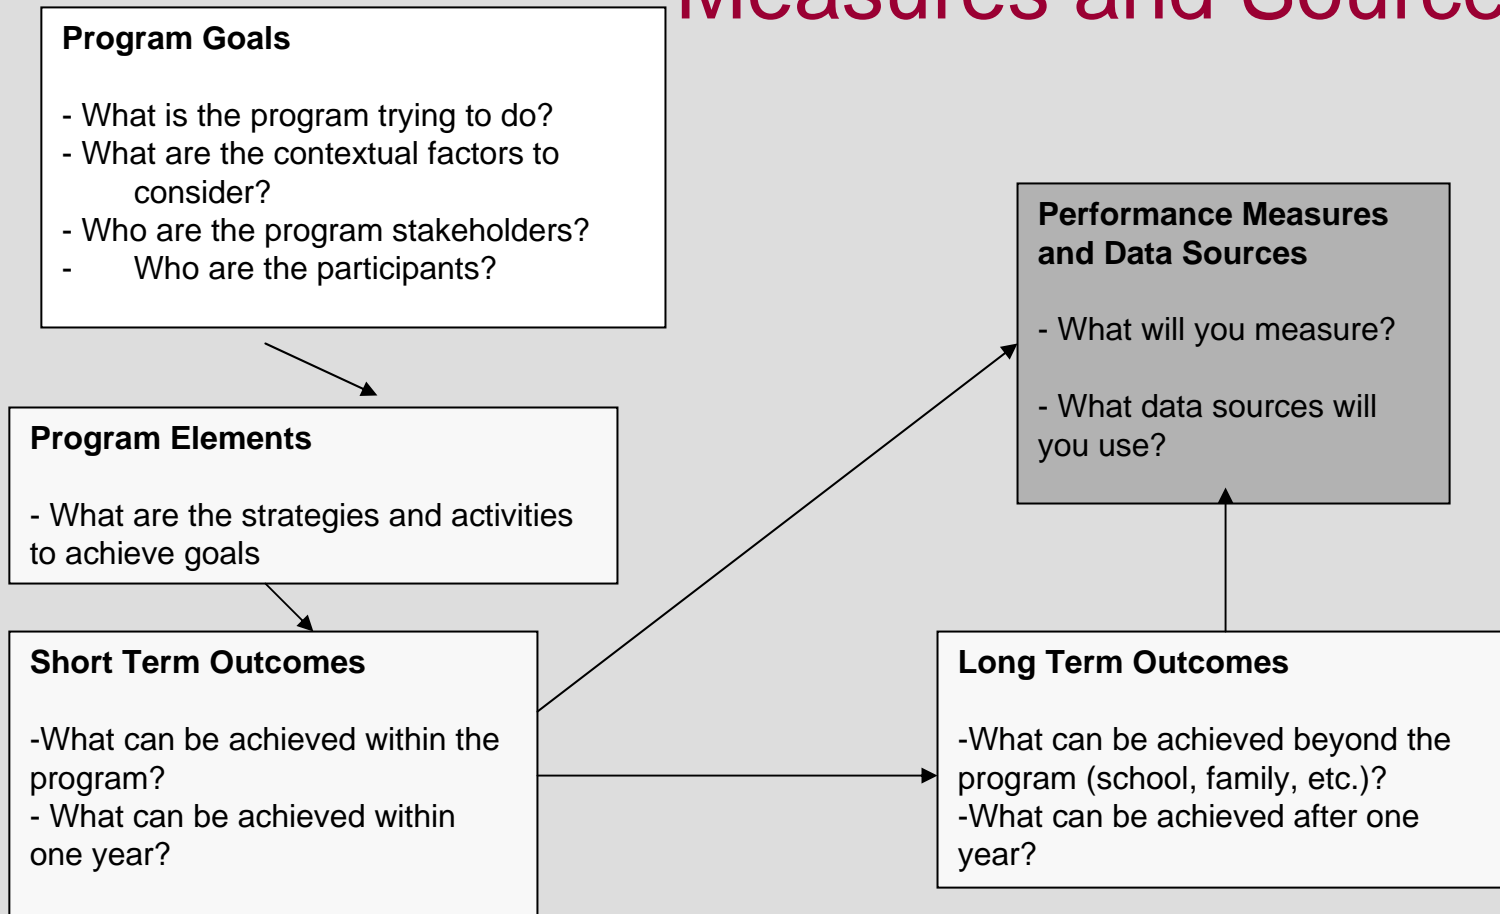 Measures and Source
Program Goals
- What is the program trying to do?
- What are the contextual factors to
consider?
- Who are the program stakeholders?
- Who are the participants?
Performance Measures
and Data Sources
- What will you measure?
- What data sources will
you use?
Program Elements
- What are the strategies and activities
to achieve goals
Short Term Outcomes
-What can be achieved within the
program?
- What can be achieved within
one year?
Long Term Outcomes
-What can be achieved beyond the
program (school, family, etc.)?
-What can be achieved after one
year?